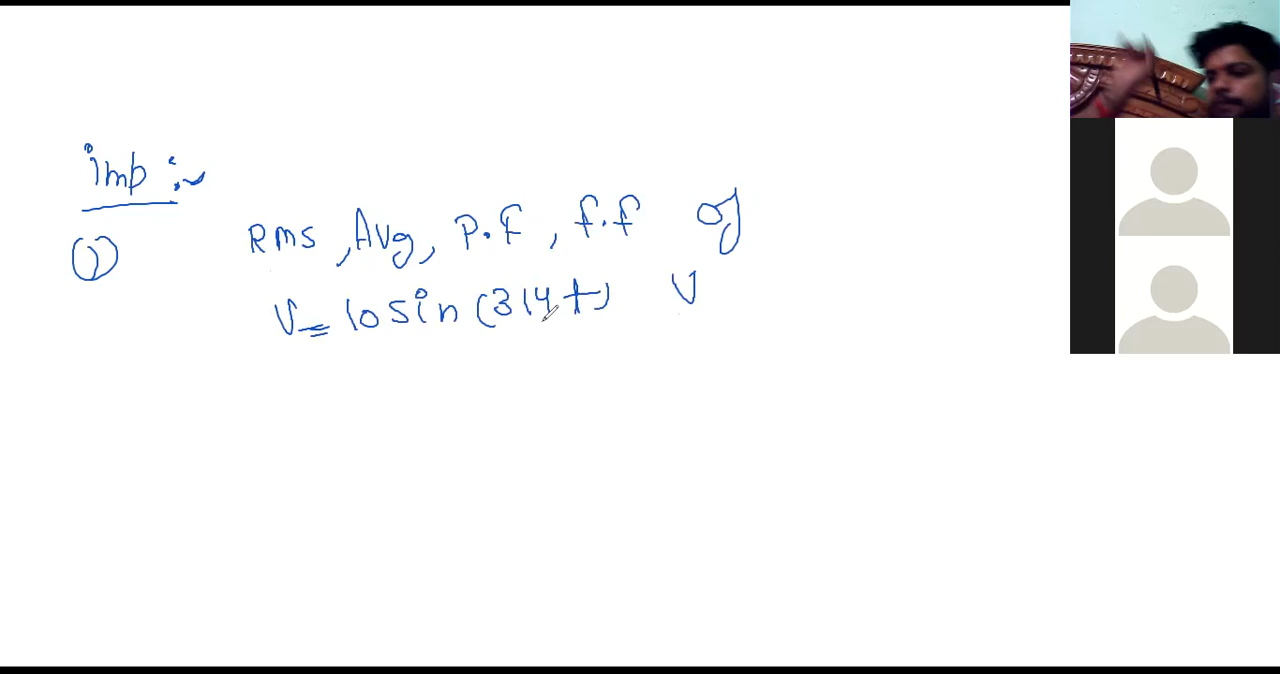 imp :~
①
Rms, Avg, P.F, f.f of
V = 10 sin (314t) V